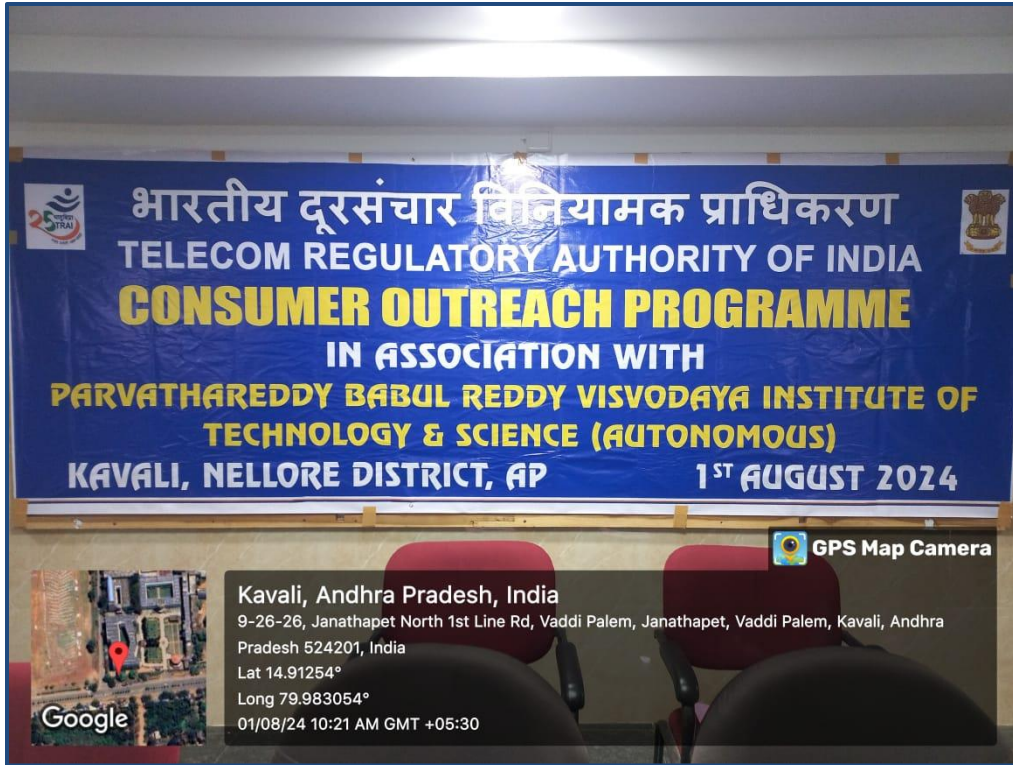 भारतीय दूरसंचार विनियामक प्राधिकरण
25
TRAI
TELECOM REGULATORY AUTHORITY OF INDIA
CONSUMER OUTREACH PROGRAMME
IN ASSOCIATION WITH
PARVATHAREDDY BABUL REDDY VISVODAYA INSTITUTE OF
TECHNOLOGY & SCIENCE (AUTONOMOUS)
KAVALI, NELLORE DISTRICT, AP 1ST AUGUST 2024
GPS Map Camera
Kavali, Andhra Pradesh, India
9-26-26, Janathapet North 1st Line Rd, Vaddi Palem, Janathapet, Vaddi Palem, Kavali, Andhra
Pradesh 524201, India
Lat 14.91254°
Long 79.983054°
01/08/24 10:21 AM GMT +05:30
Google